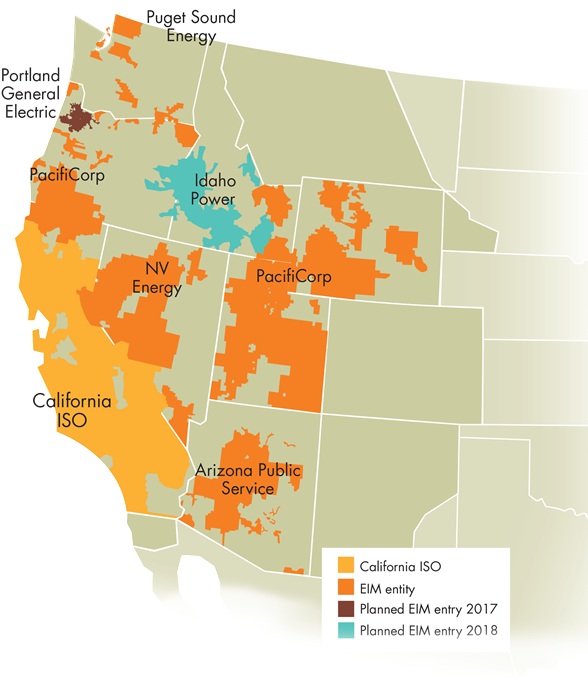 Puget Sound
Energy
Portland
General
Electric
PacifiCorp
Idaho
Power
NV
Energy
PacifiCorp
California
ISO
Arizona Public
Service
California ISO
EIM entity
Planned EIM entry 2017
Planned EIM entry 2018